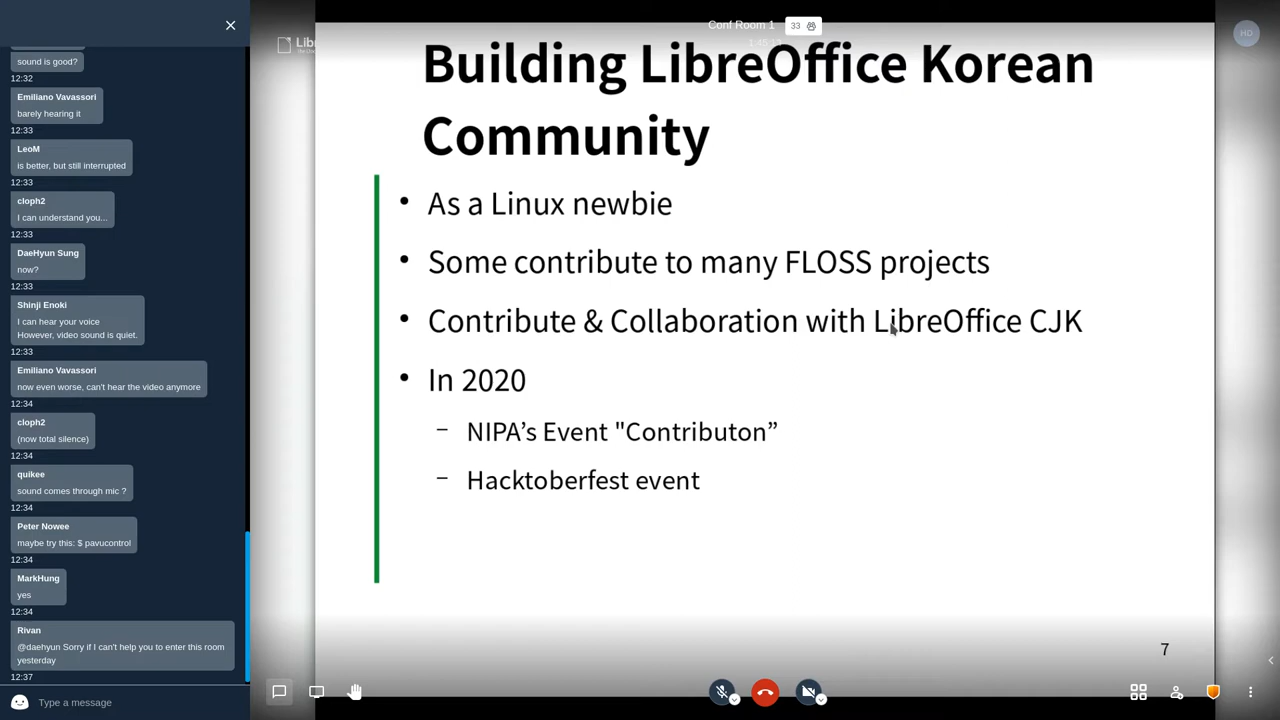 sound is good?
12:32
Emiliano Vavassori
barely hearing it
12:33
LeoM
is better, but still interrupted
12:33
cloph2
I can understand you...
12:33
DaeHyun Sung
now?
12:33
Shinji Enoki
I can hear your voice
However, video sound is quiet.
12:33
Emiliano Vavassori
now even worse, can't hear the video anymore
12:34
cloph2
(now total silence)
12:34
quikee
sound comes through mic ?
12:34
Peter Nowee
maybe try this: $ pavucontrol
12:34
MarkHung
yes
12:34
Rivan
@daehyun Sorry if I can't help you to enter this room
yesterday
12:37
Type a message
Conf Room 1
33
HD
Building LibreOffice Korean
Community
• As a Linux newbie
• Some contribute to many FLOSS projects
• Contribute & Collaboration with LibreOffice CJK
• In 2020
– NIPA’s Event "Contributon”
– Hacktoberfest event
7